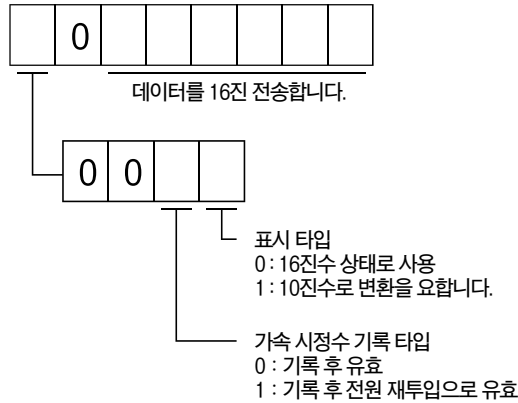 0
데이터를 16진 전송합니다.
0 0
표시 타입
0 : 16진수 상태로 사용
1 : 10진수로 변환을 요합니다.
가속 시정수 기록 타입
0 : 기록 후 유효
1 : 기록 후 전원 재투입으로 유효